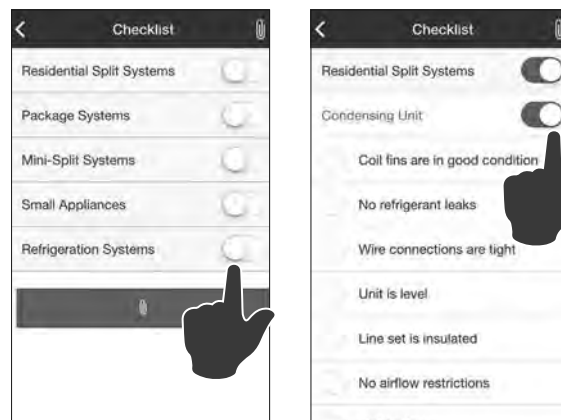 Checklist
Residential Split Systems
Package Systems
Mini-Split Systems
Small Appliances
Refrigeration Systems
Checklist
Residential Split Systems
Condensing Unit
Coil fins are in good condition
No refrigerant leaks
Wire connections are tight
Unit is level
Line set is insulated
No airflow restrictions